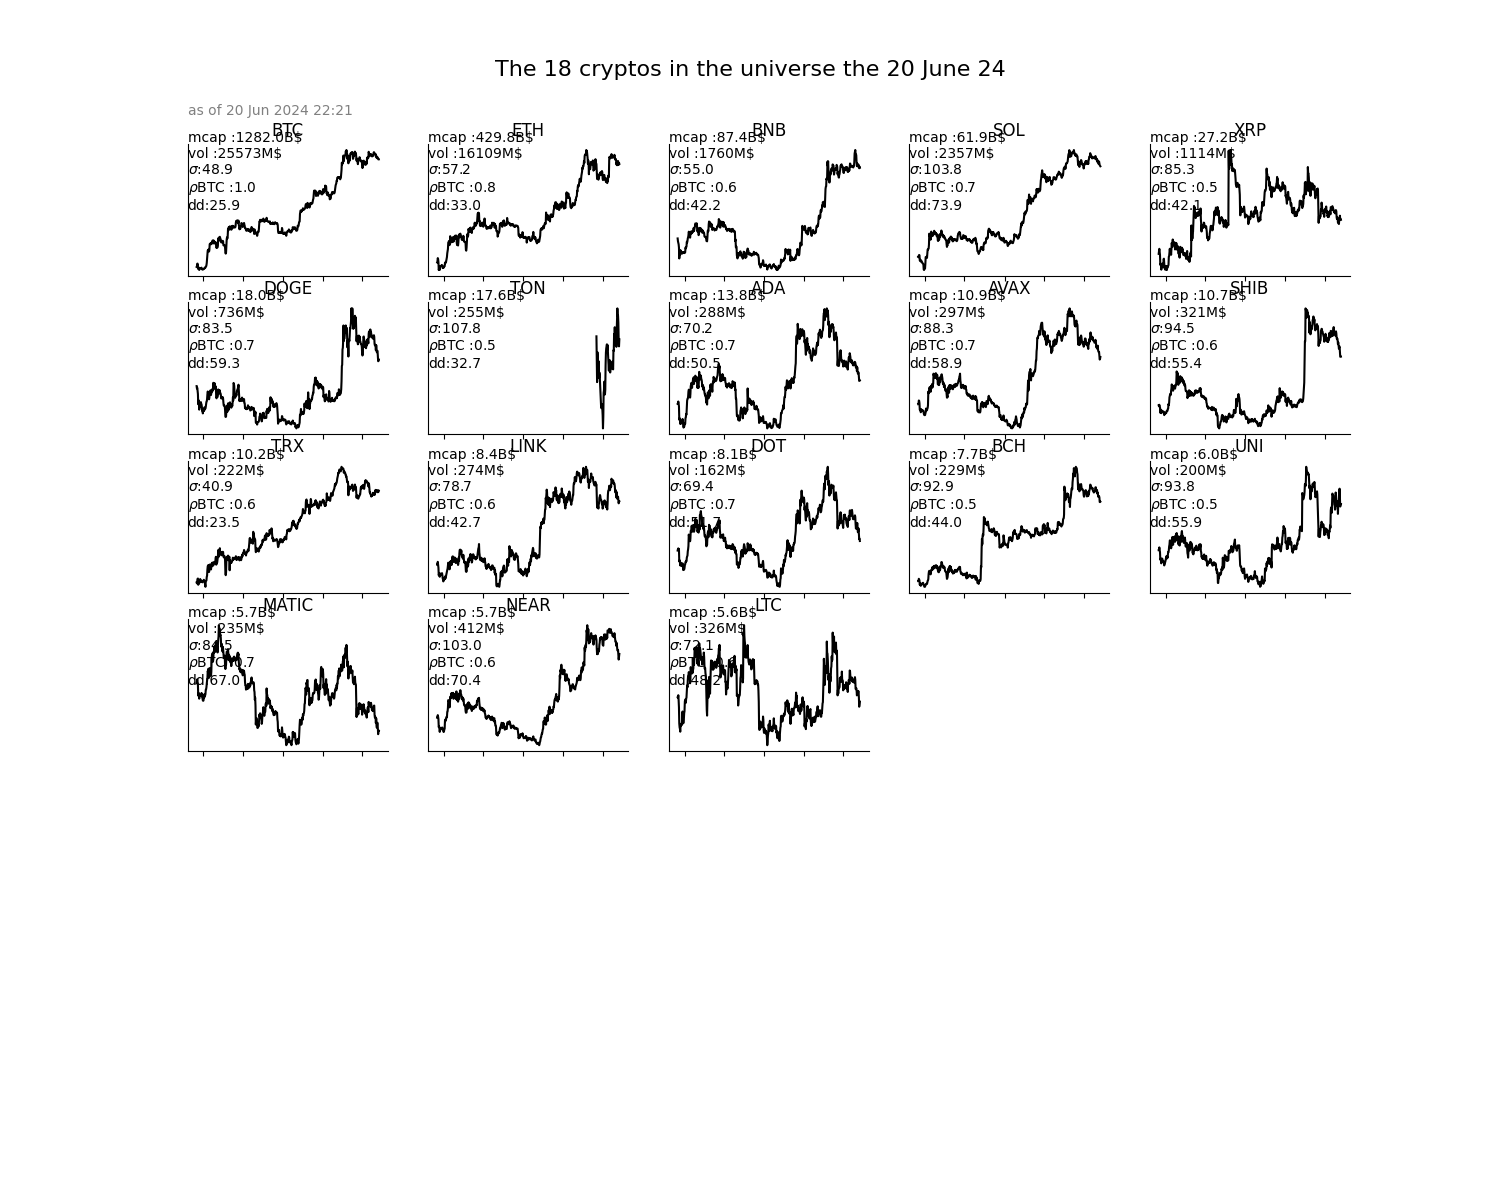 The 18 cryptos in the universe the 20 June 24
as of 20 Jun 2024 22:21
BTC
mcap :1282.0B$
vol :25573M$
σ:48.9
ρBTC :1.0
dd:25.9
ETH
mcap :429.8B$
vol :16109M$
σ:57.2
ρBTC :0.8
dd:33.0
BNB
mcap :87.4B$
vol :1760M$
σ:55.0
ρBTC :0.6
dd:42.2
SOL
mcap :61.9B$
vol :2357M$
σ:103.8
ρBTC :0.7
dd:73.9
XRP
mcap :27.2B$
vol :1114M$
σ:85.3
ρBTC :0.5
dd:42.1
DOGE
mcap :18.0B$
vol :736M$
σ:83.5
ρBTC :0.7
dd:59.3
TON
mcap :17.6B$
vol :255M$
σ:107.8
ρBTC :0.5
dd:32.7
ADA
mcap :13.8B$
vol :288M$
σ:70.2
ρBTC :0.7
dd:50.5
AVAX
mcap :10.9B$
vol :297M$
σ:88.3
ρBTC :0.7
dd:58.9
SHIB
mcap :10.7B$
vol :321M$
σ:94.5
ρBTC :0.6
dd:55.4
TRX
mcap :10.2B$
vol :222M$
σ:40.9
ρBTC :0.6
dd:23.5
LINK
mcap :8.4B$
vol :274M$
σ:78.7
ρBTC :0.6
dd:42.7
DOT
mcap :8.1B$
vol :162M$
σ:69.4
ρBTC :0.7
BCH
mcap :7.7B$
vol :229M$
σ:92.9
ρBTC :0.5
dd:44.0
UNI
mcap :6.0B$
vol :200M$
σ:93.8
ρBTC :0.5
dd:55.9
MATIC
mcap :5.7B$
vol :235M$
ρBTC :0.7
dd:67.0
NEAR
mcap :5.7B$
vol :412M$
σ:103.0
ρBTC :0.6
dd:70.4
LTC
mcap :5.6B$
vol :326M$
σ:72.1
dd:48.2